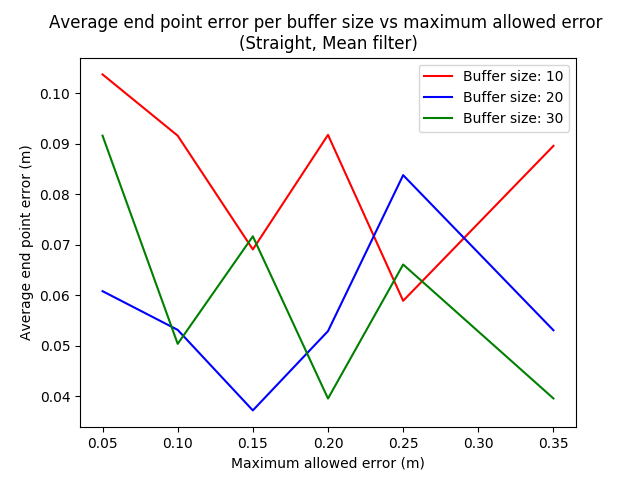 Average end point error per buffer size vs maximum allowed error
(Straight, Mean filter)
Buffer size: 10
Buffer size: 20
Buffer size: 30
Average end point error (m)
0.10
0.09
0.08
0.07
0.06
0.05
0.04
0.05
0.10
0.15
0.20
0.25
0.30
0.35
Maximum allowed error (m)